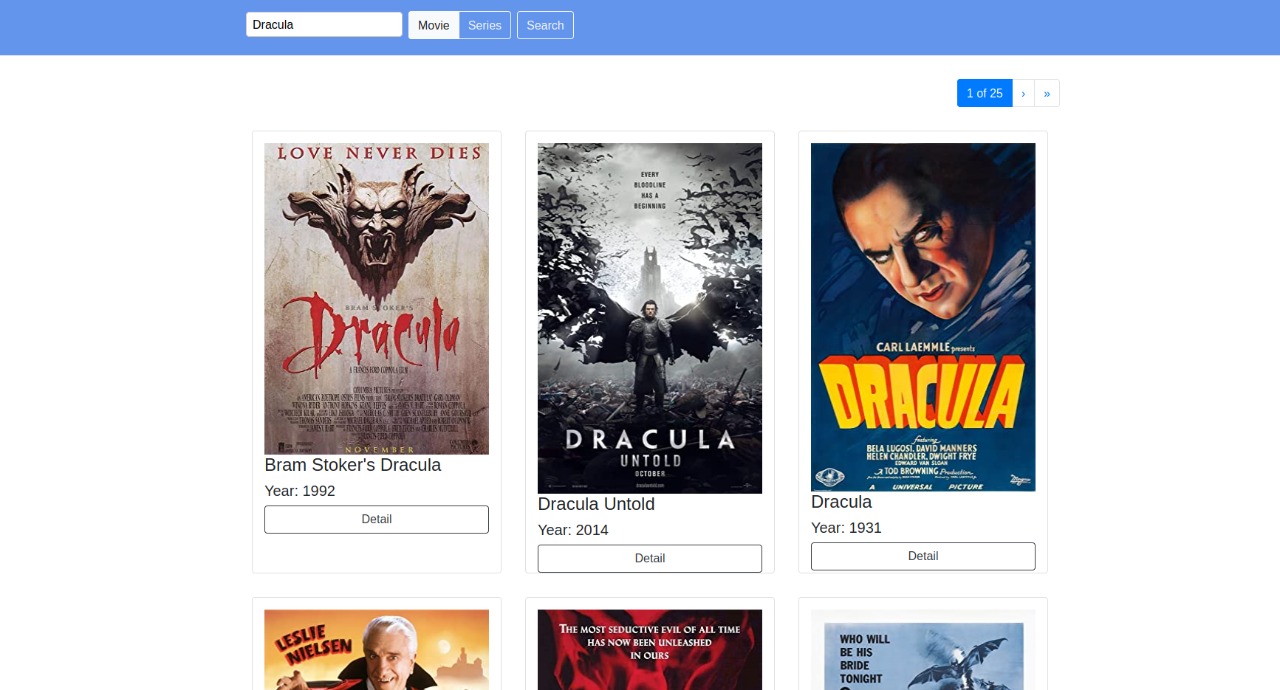 Dracula
Movie
Series
Search
1 of 25
›
»
LOVE NEVER DIES
BRAM STOKER'S
Dracula
A FRANCIS FORD COPPOLA FILM
NOVEMBER
Bram Stoker's Dracula
Year: 1992
Detail
EVERY
BLOODLINE
HAS A
BEGINNING
DRACULA
UNTOLD
OCTOBER
Dracula Untold
Year: 2014
Detail
CARL LAEMMLE presents
DRACULA
featuring
BELA LUGOSI, DAVID MANNERS
HELEN CHANDLER, DWIGHT FRYE
EDWARD VAN SLOAN
A TOD BROWNING Production
A UNIVERSAL PICTURE
Dracula
Year: 1931
Detail
LESLIE
NIELSEN
THE MOST SEDUCTIVE EVIL OF ALL TIME
HAS NOW BEEN UNLEASHED
IN OURS
WHO WILL
BE HIS
BRIDE
TONIGHT